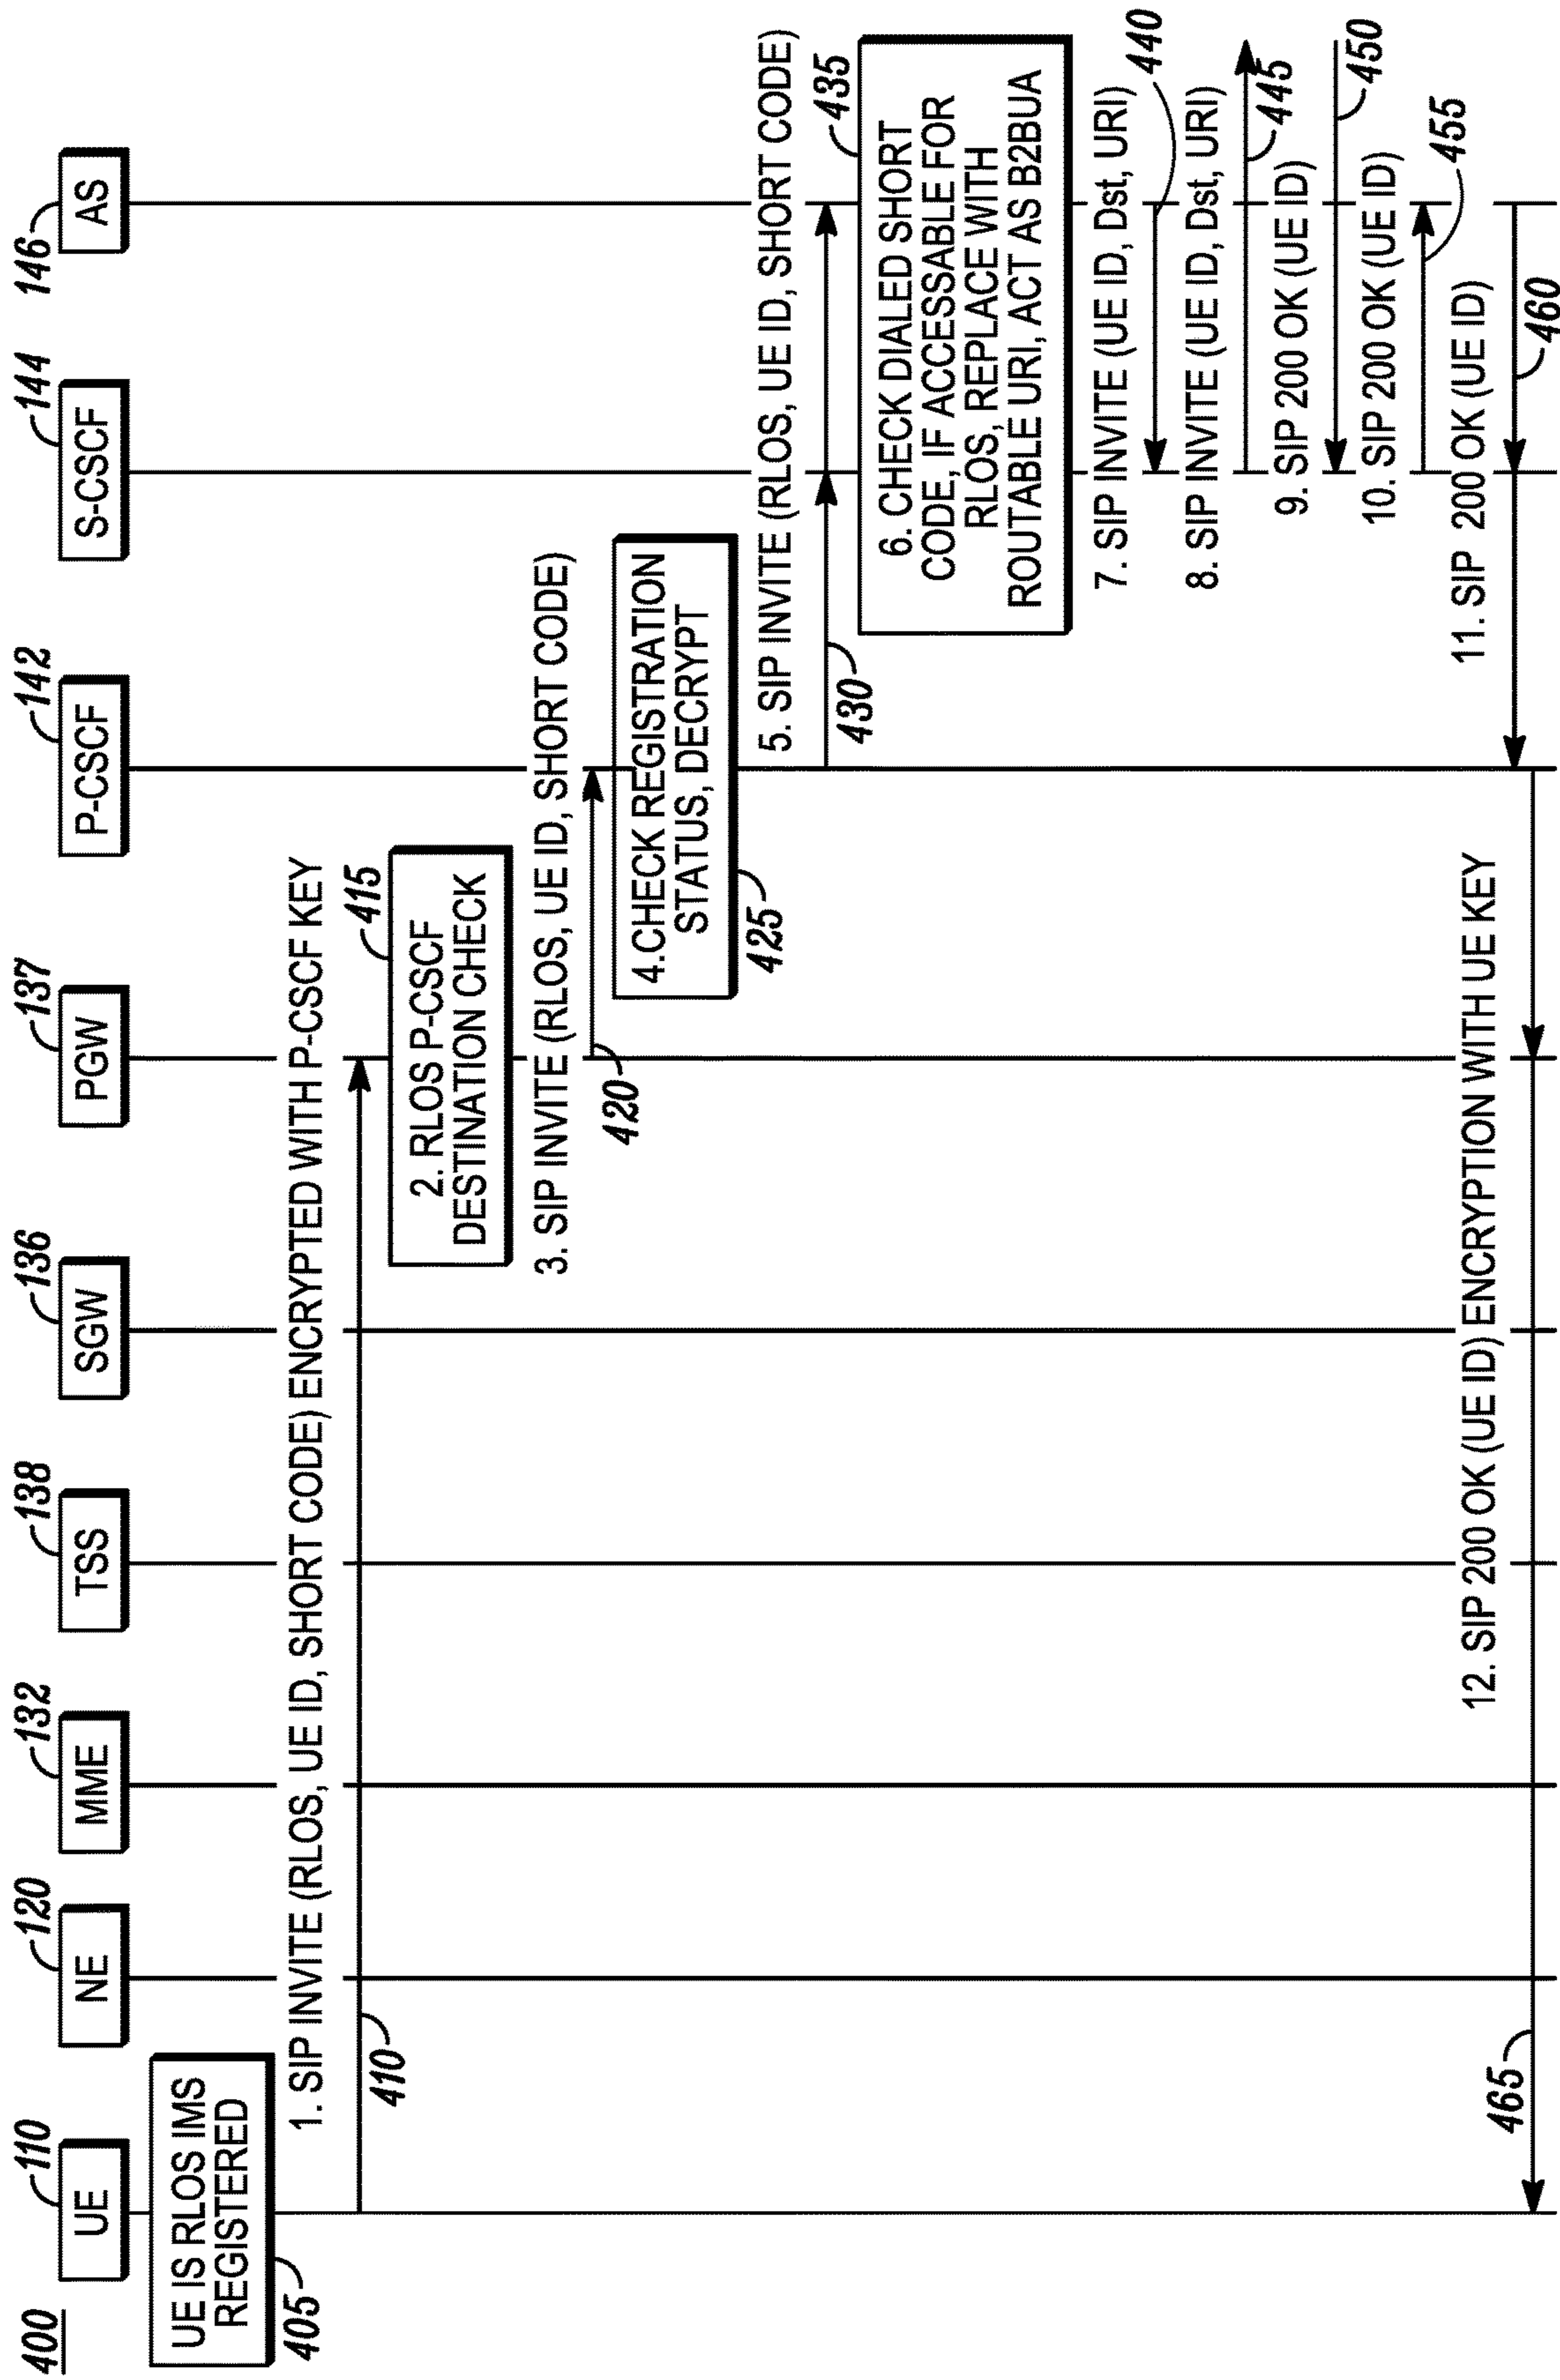 400
110
120
132
138
136
137
142
144
146
UE
NE
MME
TSS
SGW
PGW
P-CSCF
S-CSCF
AS
UE IS RLOS IMS
REGISTERED
405
1. SIP INVITE (RLOS, UE ID, SHORT CODE) ENCRYPTED WITH P-CSCF KEY
410
415
2. RLOS P-CSCF
DESTINATION CHECK
3. SIP INVITE (RLOS, UE ID, SHORT CODE)
420
4.CHECK REGISTRATION
STATUS, DECRYPT
425
5. SIP INVITE (RLOS, UE ID, SHORT CODE)
430
435
6. CHECK DIALED SHORT
CODE, IF ACCESSABLE FOR
RLOS, REPLACE WITH
ROUTABLE URI, ACT AS B2BUA
7. SIP INVITE (UE ID, Dst, URI)
440
8. SIP INVITE (UE ID, Dst, URI)
445
9. SIP 200 OK (UE ID)
450
10. SIP 200 OK (UE ID)
455
11. SIP 200 OK (UE ID)
460
12. SIP 200 OK (UE ID) ENCRYPTION WITH UE KEY
465